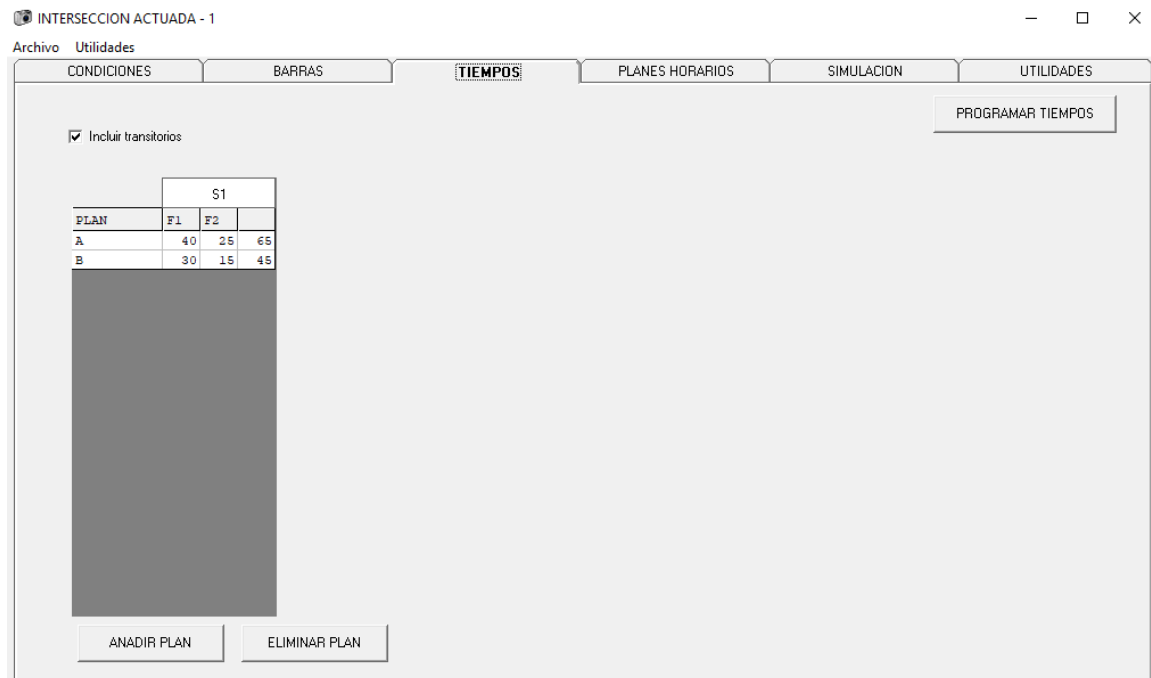 INTERSECCION ACTUADA - 1
Archivo Utilidades
CONDICIONES BARRAS TIEMPOS PLANES HORARIOS SIMULACION UTILIDADES
PROGRAMAR TIEMPOS
Incluir transitorios
S1
PLAN F1 F2
A 40 25 65
B 30 15 45
ANADIR PLAN ELIMINAR PLAN